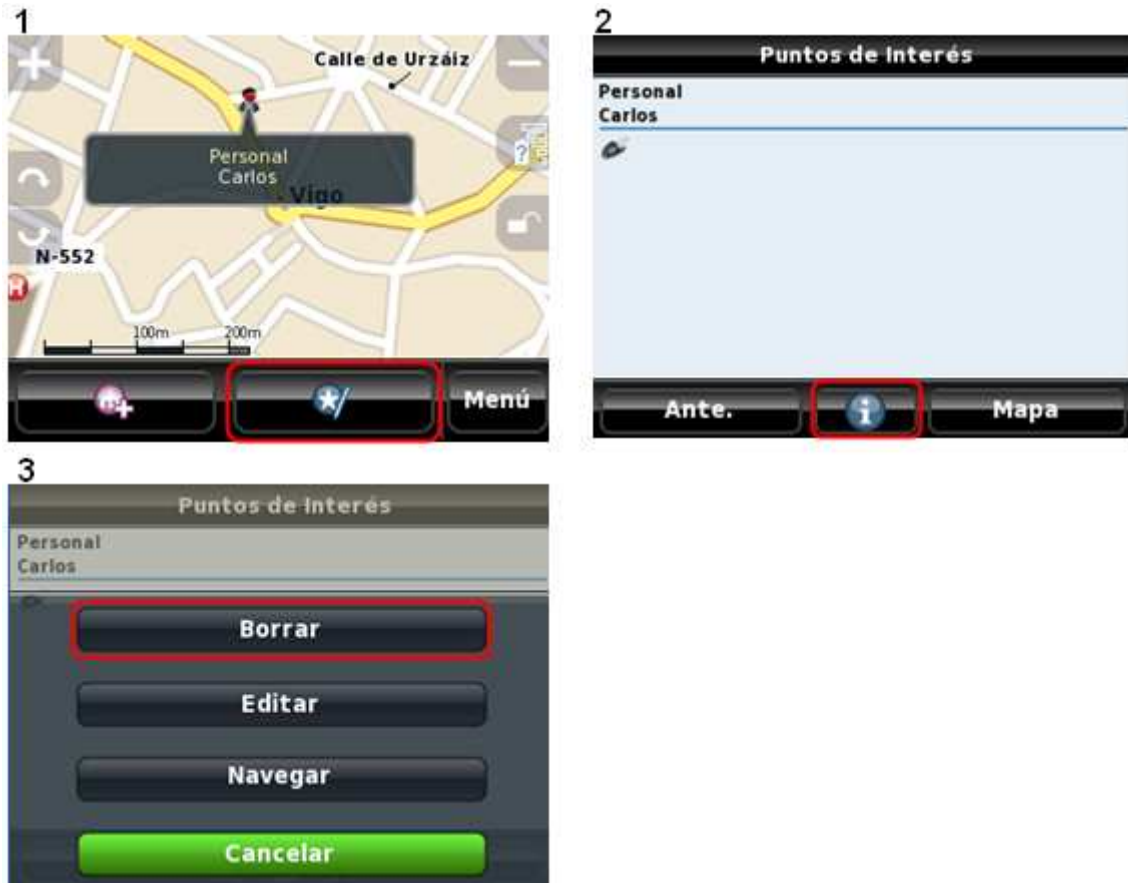 1
Calle de Urzáiz
Personal
Carlos
Vigo
N-552
H
100m 200m
Menú
2
Puntos de Interés
Personal
Carlos
Ante. i Mapa
3
Puntos de Interés
Personal
Carlos
Borrar
Editar
Navegar
Cancelar